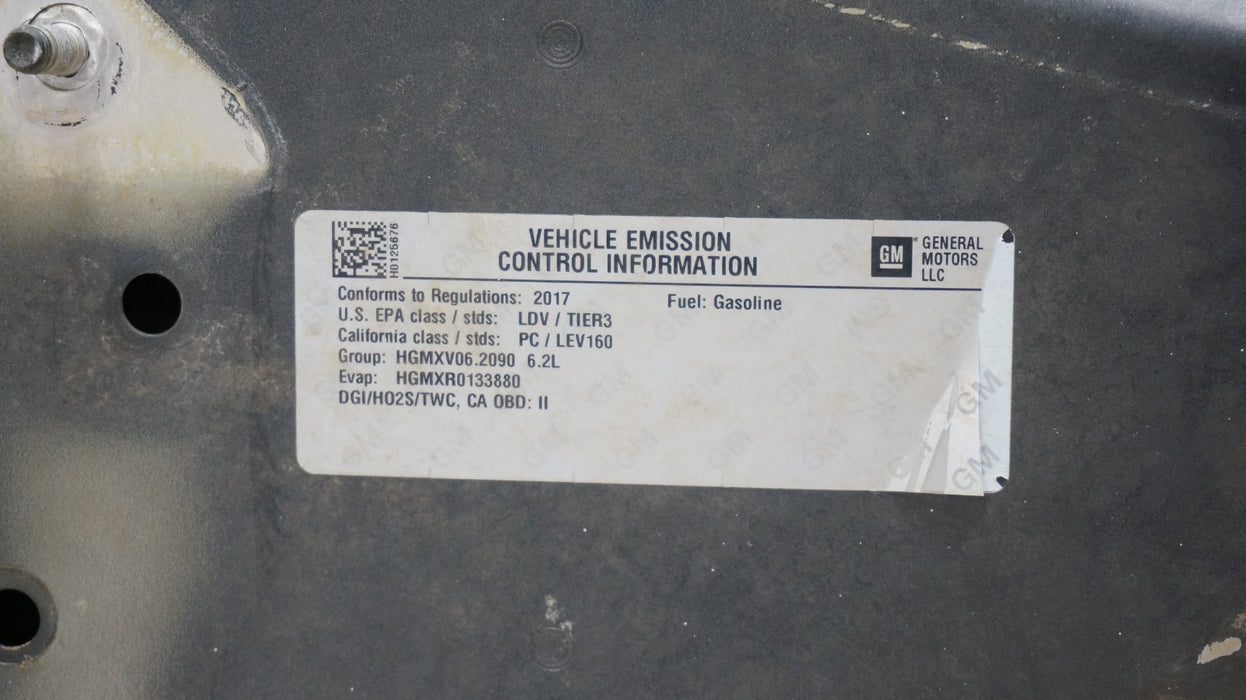 VEHICLE EMISSION
CONTROL INFORMATION
H0125676
GM
GENERAL
MOTORS
LLC
Conforms to Regulations: 2017
Fuel: Gasoline
U.S. EPA class / stds: LDV / TIER3
California class / stds: PC / LEV160
Group: HGMXV06.2090 6.2L
Evap: HGMXR0133880
DGI/HO2S/TWC, CA OBD: II
GM
GM